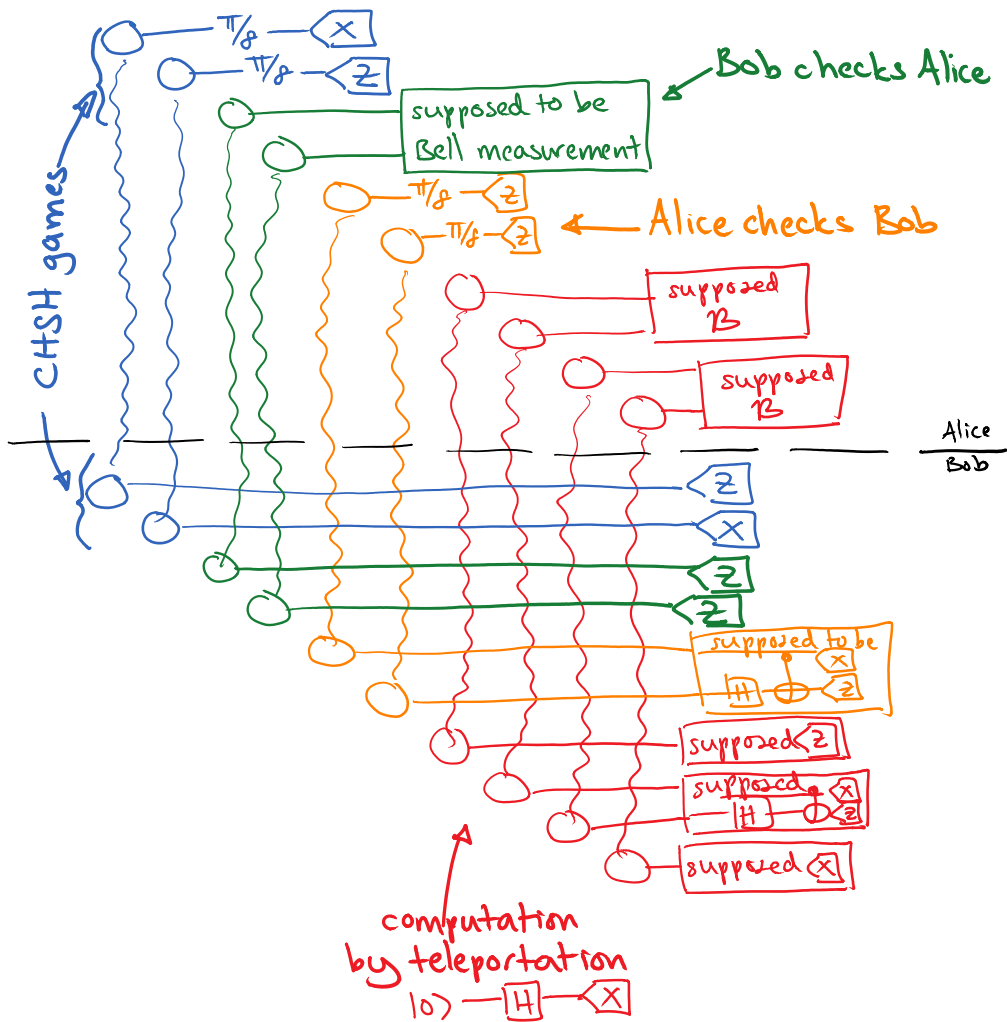 π/8 X
π/8 Z
Bob checks Alice
supposed to be
Bell measurement
π/8 Z
π/8 Z
Alice checks Bob
CHSH games
supposed
B
supposed
B
Alice
Bob
Z
X
Z
Z
supposed to be
X
H Z
supposed Z
supposed X
H Z
supposed X
computation
by teleportation
|0⟩ H X